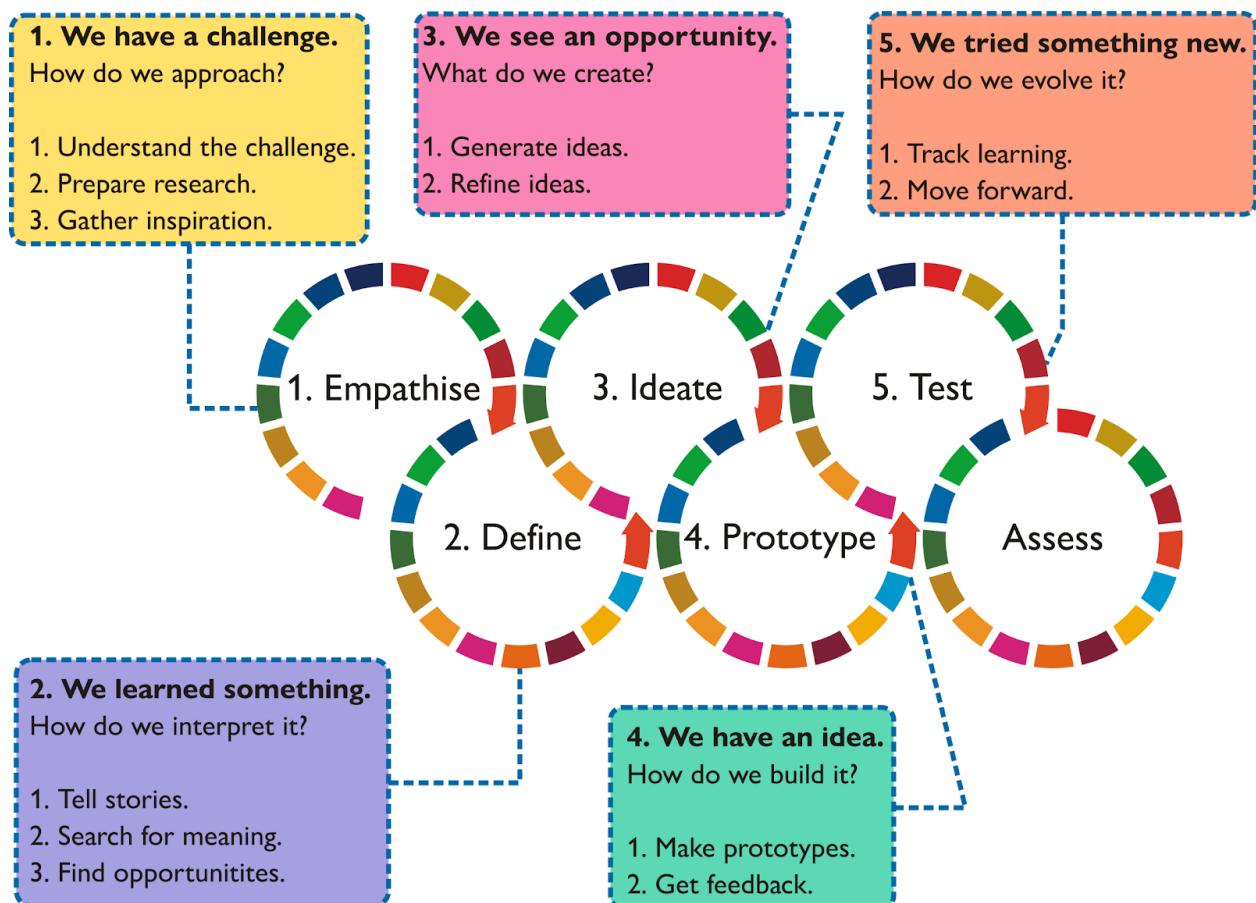 1. We have a challenge.
How do we approach?
1. Understand the challenge.
2. Prepare research.
3. Gather inspiration.
3. We see an opportunity.
What do we create?
1. Generate ideas.
2. Refine ideas.
5. We tried something new.
How do we evolve it?
1. Track learning.
2. Move forward.
1. Empathise
3. Ideate
5. Test
2. Define
4. Prototype
Assess
2. We learned something.
How do we interpret it?
1. Tell stories.
2. Search for meaning.
3. Find opportunitites.
4. We have an idea.
How do we build it?
1. Make prototypes.
2. Get feedback.